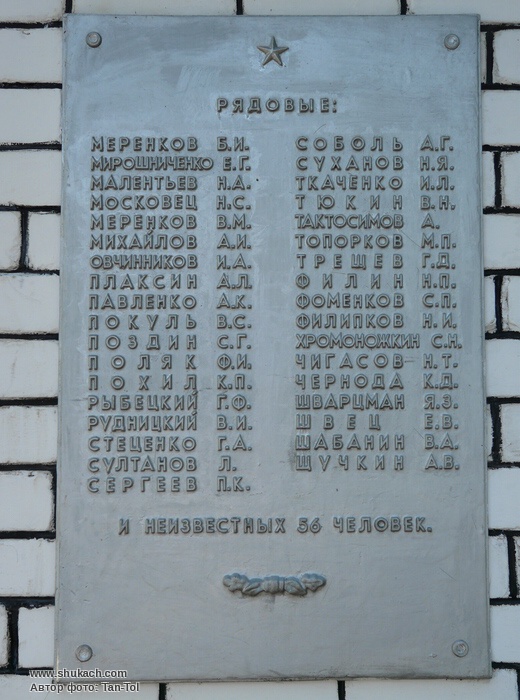 РЯДОВЫЕ:
МЕРЕНКОВ Б.И.
МИРОШНИЧЕНКО Е.Г.
МАЛЕНТЬЕВ Н.А.
МОСКОВЕЦ Н.С.
МЕРЕНКОВ В.М.
МИХАЙЛОВ А.И.
ОВЧИННИКОВ И.А.
ПЛАКСИН А.Л.
ПАВЛЕНКО А.К.
ПОКУЛЬ В.С.
ПОЗДИН С.Г.
ПОЛЯК Ф.И.
ПОХИЛ К.П.
РЫБЕЦКИЙ Г.Ф.
РУДНИЦКИЙ В.И.
СТЕЦЕНКО Г.А.
СУЛТАНОВ Л.
СЕРГЕЕВ П.К.
СОБОЛЬ А.Г.
СУХАНОВ Н.Я.
ТКАЧЕНКО И.Л.
ТЮКИН В.Н.
ТАКТОСИМОВ А.
ТОПОРКОВ М.П.
ТРЕЩЕВ Г.Д.
ФИЛИН Н.П.
ФОМЕНКОВ С.П.
ФИЛИПКОВ Н.И.
ХРОМОНОЖКИН С.Н.
ЧИГАСОВ Н.Т.
ЧЕРНОДА К.Д.
ШВАРЦМАН Я.Э.
ШВЕЦ Е.В.
ШАБАНИН В.А.
ЩУЧКИН А.В.
И НЕИЗВЕСТНЫХ 56 ЧЕЛОВЕК.
www.shukach.com
Автор фото: Tan-Tol